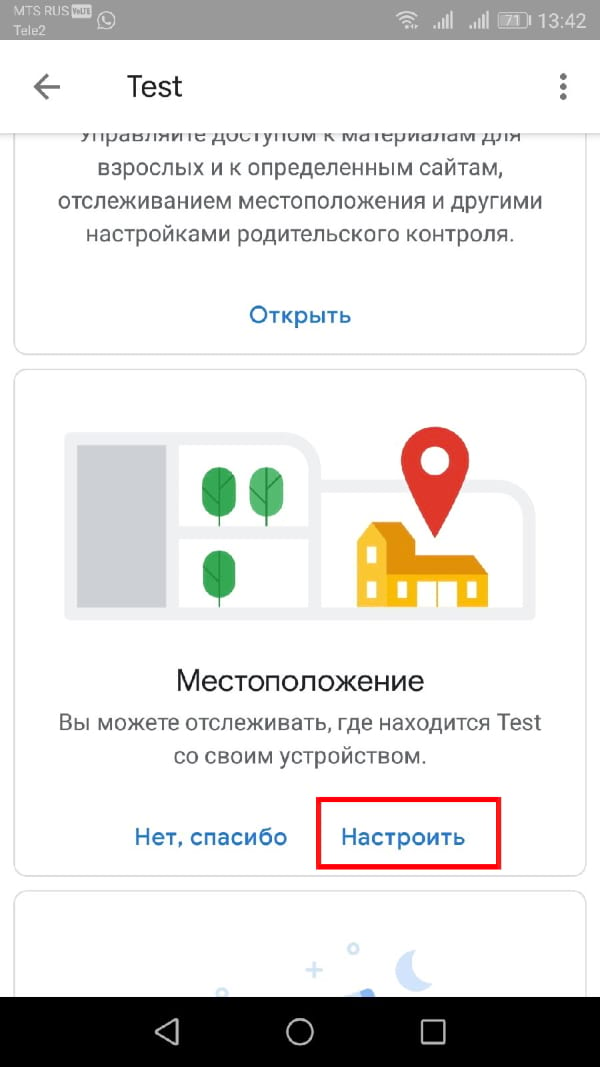 MTS RUS VoLTE
Tele2
71
13:42
Test
Управляйте доступом к материалам для
взрослых и к определенным сайтам,
отслеживанием местоположения и другими
настройками родительского контроля.
Открыть
Местоположение
Вы можете отслеживать, где находится Test
со своим устройством.
Нет, спасибо
Настроить